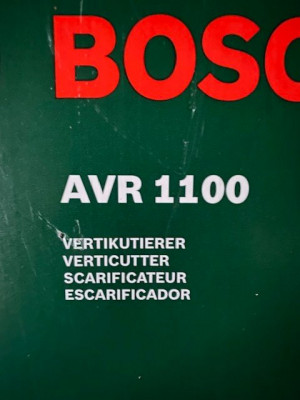 BOSC
AVR 1100
VERTIKUTIERER
VERTICUTTER
SCARIFICATEUR
ESCARIFICADOR